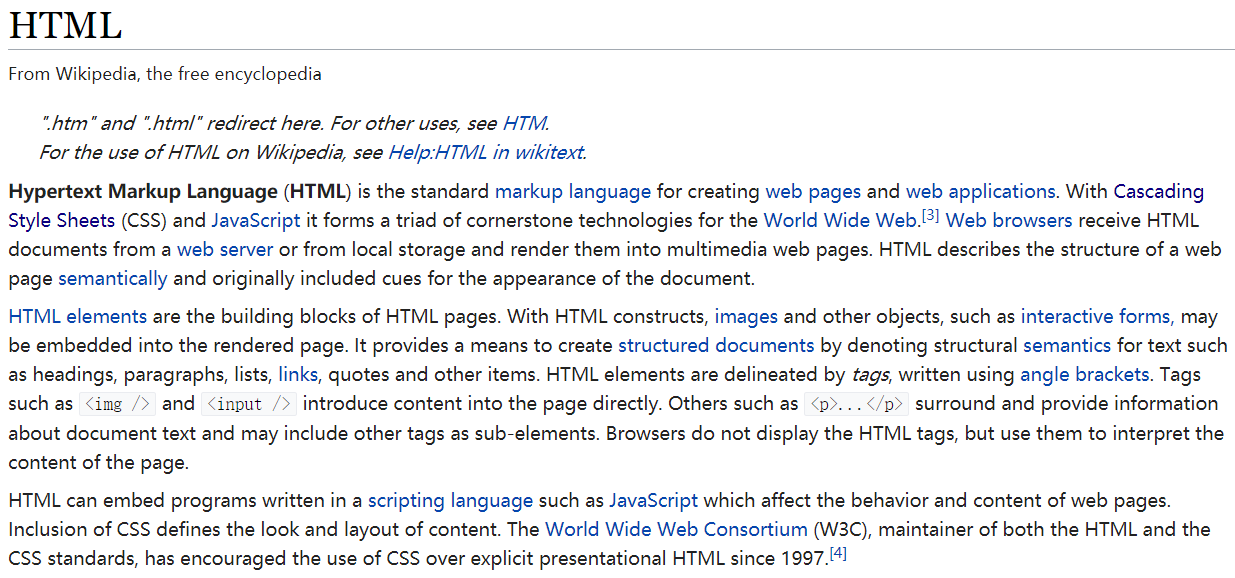 HTML
From Wikipedia, the free encyclopedia
".htm" and ".html" redirect here. For other uses, see HTM.
For the use of HTML on Wikipedia, see Help:HTML in wikitext.
Hypertext Markup Language (HTML) is the standard markup language for creating web pages and web applications. With Cascading
Style Sheets (CSS) and JavaScript it forms a triad of cornerstone technologies for the World Wide Web.[3] Web browsers receive HTML
documents from a web server or from local storage and render them into multimedia web pages. HTML describes the structure of a web
page semantically and originally included cues for the appearance of the document.
HTML elements are the building blocks of HTML pages. With HTML constructs, images and other objects, such as interactive forms, may
be embedded into the rendered page. It provides a means to create structured documents by denoting structural semantics for text such
as headings, paragraphs, lists, links, quotes and other items. HTML elements are delineated by tags, written using angle brackets. Tags
such as <img /> and <input /> introduce content into the page directly. Others such as <p>...</p> surround and provide information
about document text and may include other tags as sub-elements. Browsers do not display the HTML tags, but use them to interpret the
content of the page.
HTML can embed programs written in a scripting language such as JavaScript which affect the behavior and content of web pages.
Inclusion of CSS defines the look and layout of content. The World Wide Web Consortium (W3C), maintainer of both the HTML and the
CSS standards, has encouraged the use of CSS over explicit presentational HTML since 1997.[4]